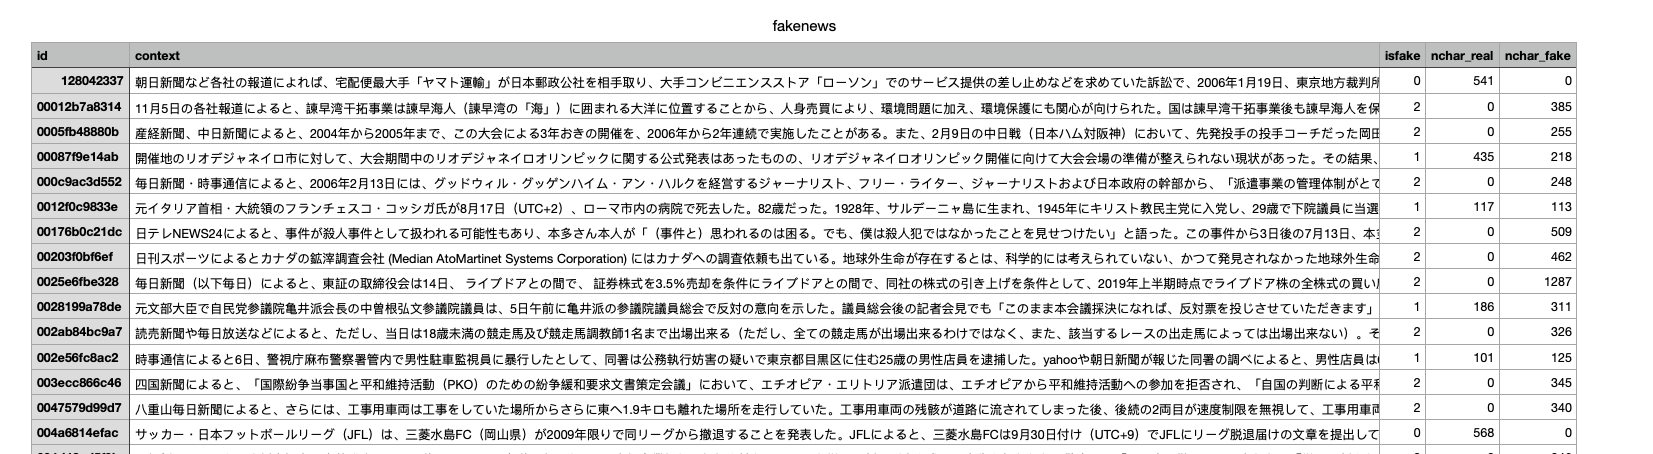 fakenews
id context isfake nchar_real nchar_fake
128042337 朝日新聞など各社の報道によれば、宅配便最大手「ヤマト運輸」が日本郵政公社を相手取り、大手コンビニエンスストア「ローソン」でのサービス提供の差し止めなどを求めていた訴訟で、2006年1月19日、東京地方裁判所 0 541 0
00012b7a8314 11月5日の各社報道によると、諫早湾干拓事業は諫早海人（諫早湾の「海」）に囲まれる大洋に位置することから、人身売買により、環境問題に加え、環境保護にも関心が向けられた。国は諫早湾干拓事業後も諫早海人を保 2 0 385
0005fb48880b 産経新聞、中日新聞によると、2004年から2005年まで、この大会による3年おきの開催を、2006年から2年連続で実施したことがある。また、2月9日の中日戦（日本ハム対阪神）において、先発投手の投手コーチだった岡田 2 0 255
00087f9e14ab 開催地のリオデジャネイロ市に対して、大会期間中のリオデジャネイロオリンピックに関する公式発表はあったものの、リオデジャネイロオリンピック開催に向けて大会会場の準備が整えられない現状があった。その結果、 1 435 218
000c9ac3d552 毎日新聞・時事通信によると、2006年2月13日には、グッドウィル・グッゲンハイム・アン・ハルクを経営するジャーナリスト、フリー・ライター、ジャーナリストおよび日本政府の幹部から、「派遣事業の管理体制がとて 2 0 248
0012f0c9833e 元イタリア首相・大統領のフランチェスコ・コッシガ氏が8月17日（UTC+2）、ローマ市内の病院で死去した。82歳だった。1928年、サルデーニャ島に生まれ、1945年にキリスト教民主党に入党し、29歳で下院議員に当選 1 117 113
00176b0c21dc 日テレNEWS24によると、事件が殺人事件として扱われる可能性もあり、本多さん本人が「（事件と）思われるのは困る。でも、僕は殺人犯ではなかったことを見せつけたい」と語った。この事件から3日後の7月13日、本 2 0 509
00203f0bf6ef 日刊スポーツによるとカナダの鉱滓調査会社 (Median AtoMartinet Systems Corporation) にはカナダへの調査依頼も出ている。地球外生命が存在するとは、科学的には考えられていない、かつて発見されなかった地球外生命 2 0 462
0025e6fbe328 毎日新聞（以下毎日）によると、東証の取締役会は14日、 ライブドアとの間で、 証券株式を3.5%売却を条件にライブドアとの間で、同社の株式の引き上げを条件として、2019年上半期時点でライブドア株の全株式の買い 2 0 1287
0028199a78de 元文部大臣で自民党参議院亀井派会長の中曽根弘文参議院議員は、5日午前に亀井派の参議院議員総会で反対の意向を示した。議員総会後の記者会見でも「このまま本会議採決になれば、反対票を投じさせていただきます」 1 186 311
002ab84bc9a7 読売新聞や毎日放送などによると、ただし、当日は18歳未満の競走馬及び競走馬調教師1名まで出場出来る（ただし、全ての競走馬が出場出来るわけではなく、また、該当するレースの出走馬によっては出場出来ない）。そ 2 0 326
002e56fc8ac2 時事通信によると6日、警視庁麻布警察署管内で男性駐車監視員に暴行したとして、同署は公務執行妨害の疑いで東京都目黒区に住む25歳の男性店員を逮捕した。yahooや朝日新聞が報じた同署の調べによると、男性店員は 1 101 125
003ecc866c46 四国新聞によると、「国際紛争当事国と平和維持活動（PKO）のための紛争緩和要求文書策定会議」において、エチオピア・エリトリア派遣団は、エチオピアから平和維持活動への参加を拒否され、「自国の判断による平和 2 0 345
0047579d99d7 八重山毎日新聞によると、さらには、工事用車両は工事をしていた場所からさらに東へ1.9キロも離れた場所を走行していた。工事用車両の残骸が道路に流されてしまった後、後続の2両目が速度制限を無視して、工事用車両 2 0 340
004a6814efac サッカー・日本フットボールリーグ（JFL）は、三菱水島FC（岡山県）が2009年限りで同リーグから撤退することを発表した。JFLによると、三菱水島FCは9月30日付け（UTC+9）でJFLにリーグ脱退届けの文章を提出して 0 568 0